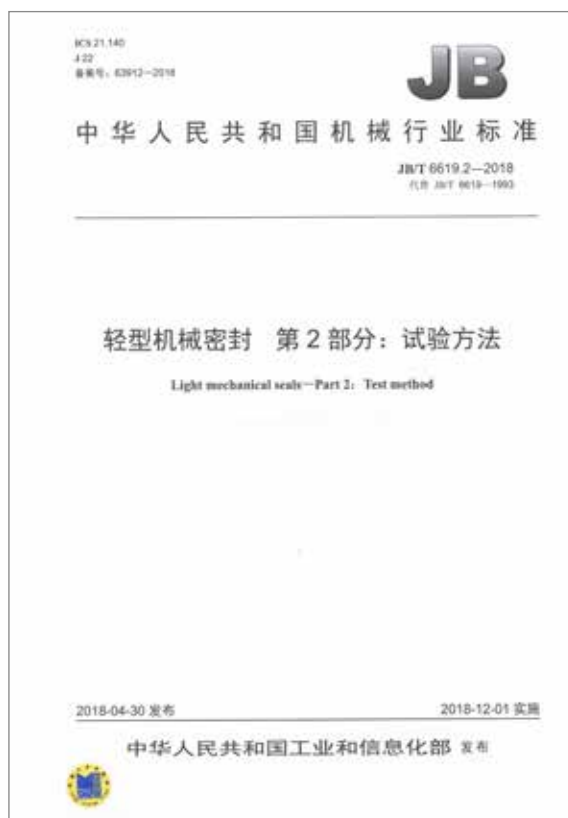 ICS 21.140
J 22
备案号：63912—2018
JB
中华人民共和国机械行业标准
JB/T 6619.2—2018
代替 JB/T 6619—1993
轻型机械密封 第2部分：试验方法
Light mechanical seals—Part 2: Test method
2018-04-30 发布
2018-12-01 实施
中华人民共和国工业和信息化部 发布